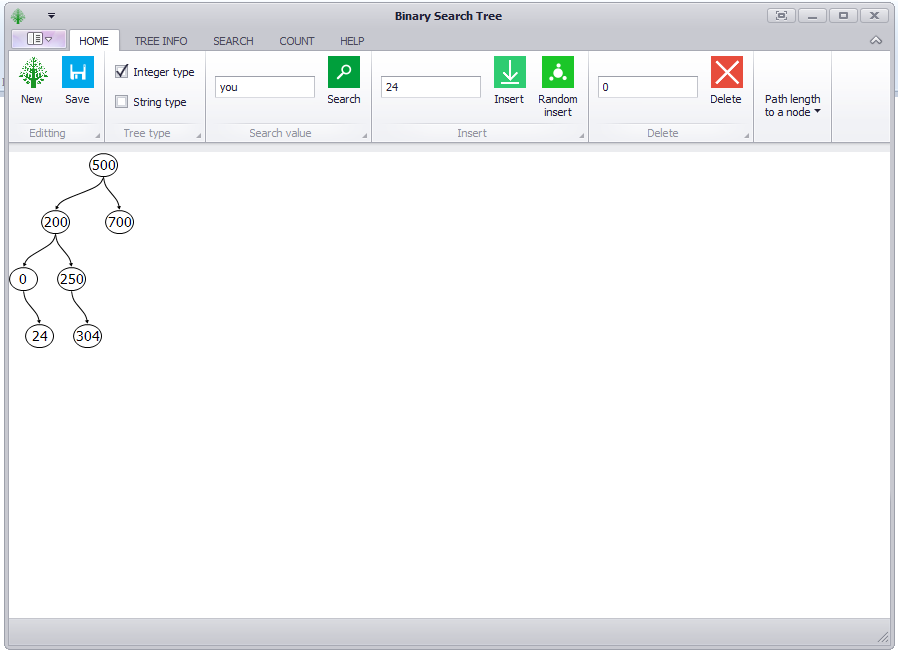 Binary Search Tree
HOME TREE INFO SEARCH COUNT HELP
New Save
Editing
Integer type
String type
Tree type
you
Search
Search value
24
Insert Random insert
Insert
0
Delete
Delete
Path length
to a node
500
200 700
0 250
24 304